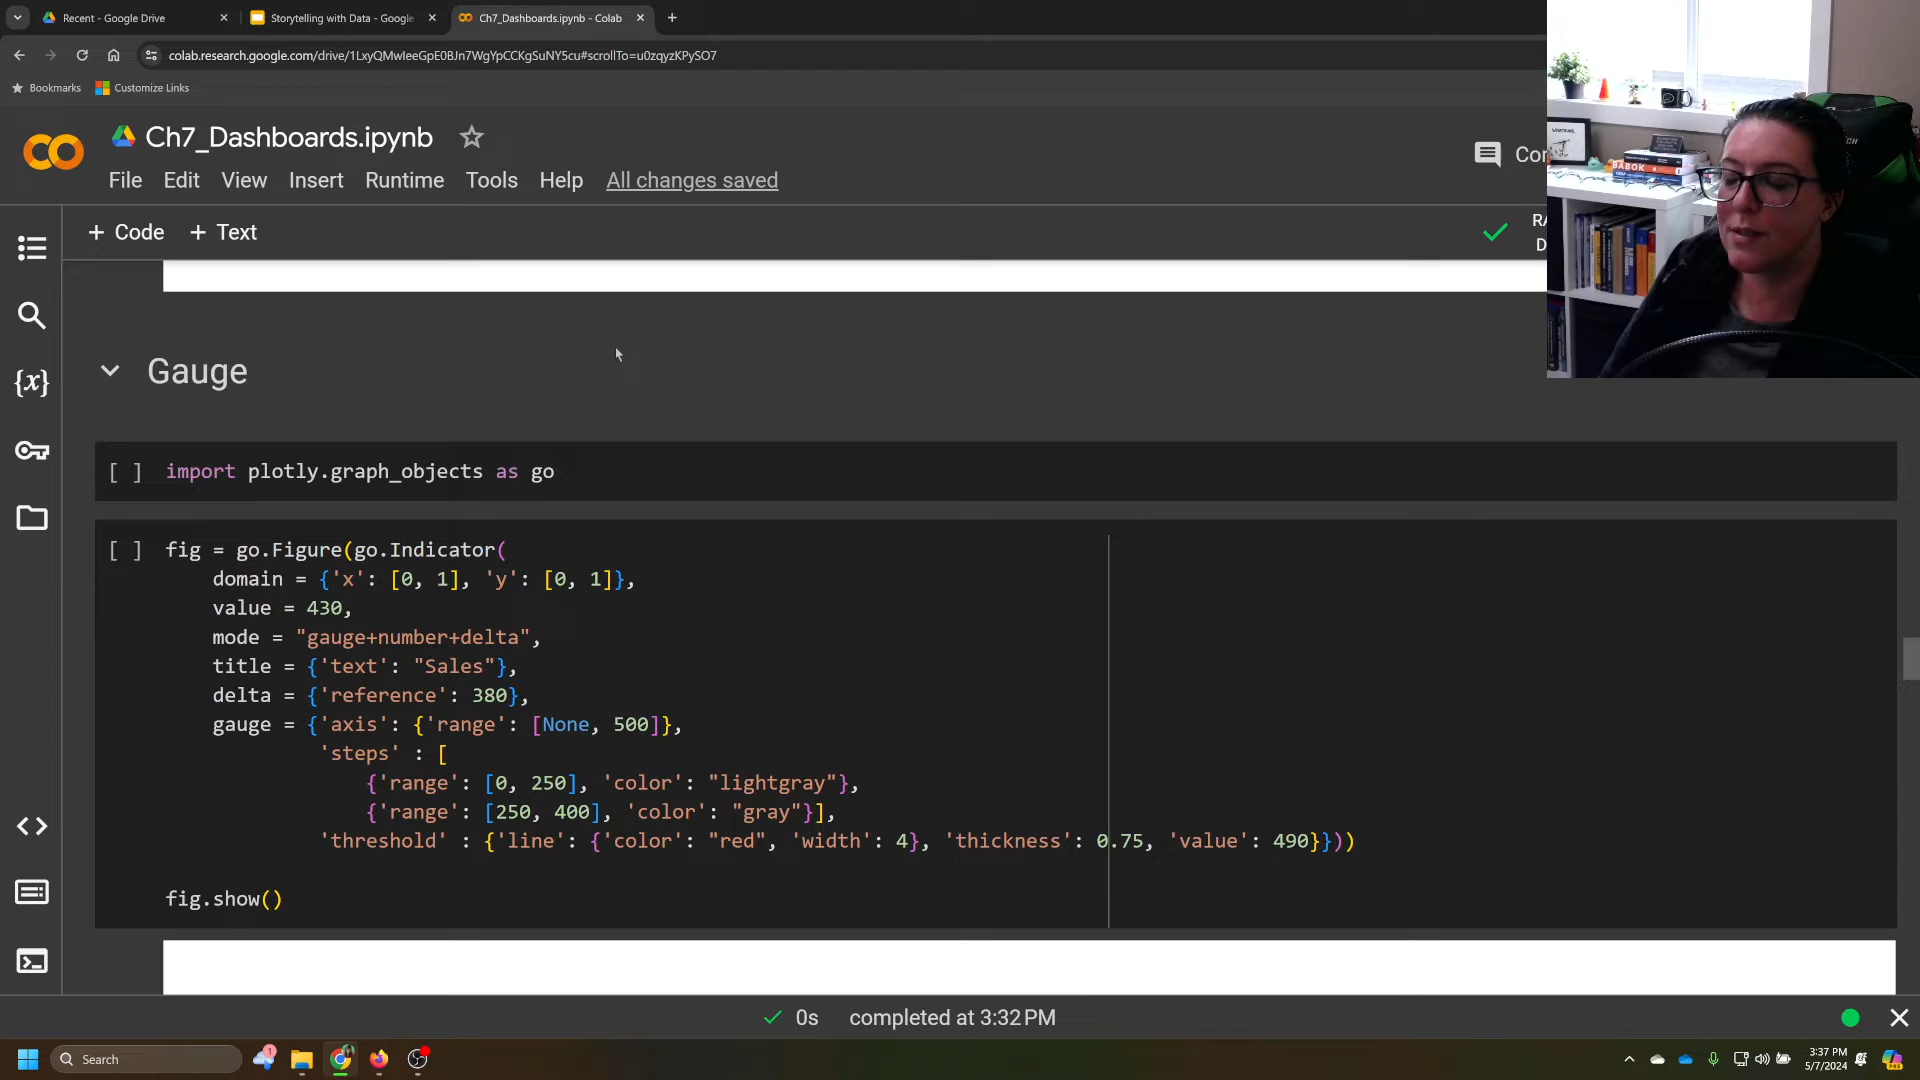 Recent - Google Drive
Storytelling with Data - Google
Ch7_Dashboards.ipynb - Colab
colab.research.google.com/drive/1LxyQMwIeeGpE0BJn7WgYpCCKgSuNY5cu#scrollTo=u0zqyzKPySO7
Bookmarks
Customize Links
Ch7_Dashboards.ipynb
Co
File Edit View Insert Runtime Tools Help All changes saved
+ Code + Text
RA
D
Gauge
[ ] import plotly.graph_objects as go
[ ] fig = go.Figure(go.Indicator(
domain = {'x': [0, 1], 'y': [0, 1]},
value = 430,
mode = "gauge+number+delta",
title = {'text': "Sales"},
delta = {'reference': 380},
gauge = {'axis': {'range': [None, 500]},
'steps' : [
{'range': [0, 250], 'color': "lightgray"},
{'range': [250, 400], 'color': "gray"}],
'threshold' : {'line': {'color': "red", 'width': 4}, 'thickness': 0.75, 'value': 490}}))
fig.show()
{x}
BABOK
0s completed at 3:32 PM
Search
3:37 PM
5/7/2024